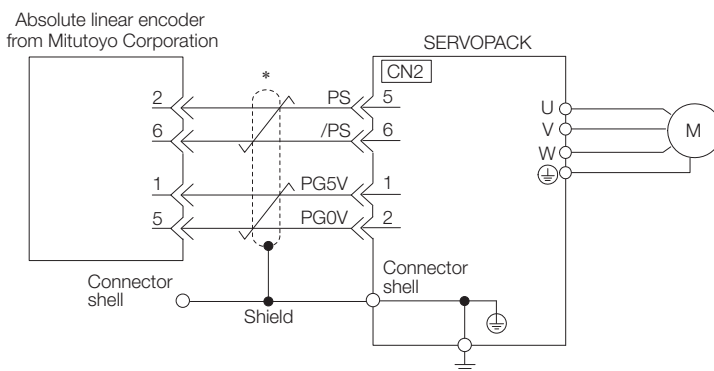 Absolute linear encoder
from Mitutoyo Corporation
SERVOPACK
CN2
*
2 PS 5
6 /PS 6
1 PG5V 1
5 PG0V 2
U
V
W
M
Connector
shell
Shield
Connector
shell